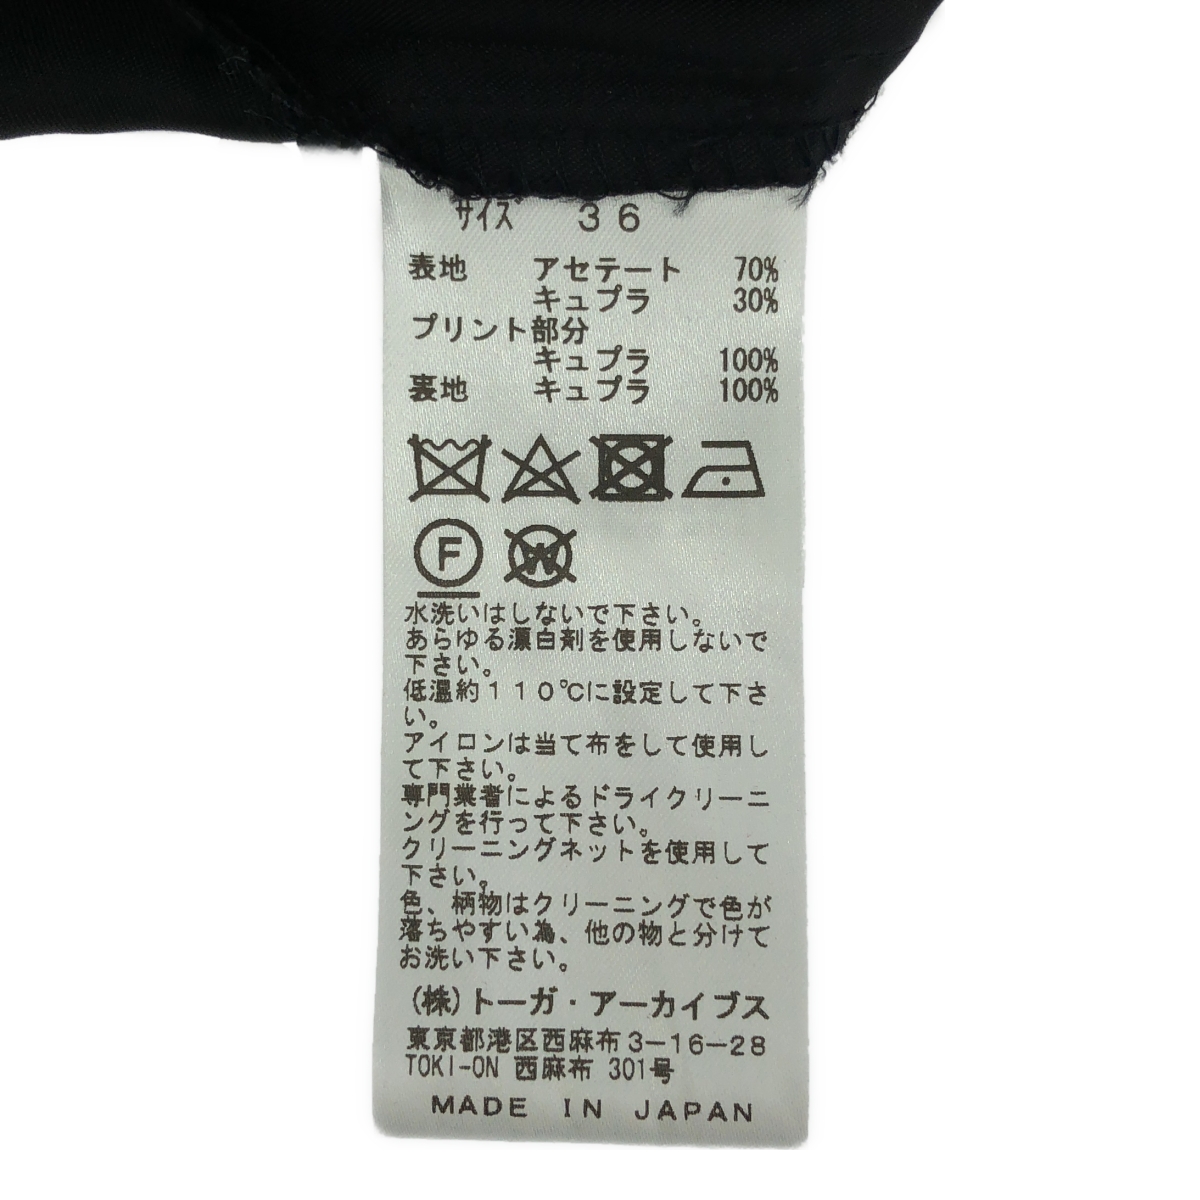 サイズ 36
表地 アセテート 70%
キュプラ 30%
プリント部分
キュプラ 100%
裏地 キュプラ 100%
F W
水洗いはしないで下さい。
あらゆる漂白剤を使用しないで
下さい。
低温約110℃に設定して下さ
い。
アイロンは当て布をして使用し
て下さい。
専門業者によるドライクリーニ
ングを行って下さい。
クリーニングネットを使用して
下さい。
色、柄物はクリーニングで色が
落ちやすい為、他の物と分けて
お洗い下さい。
(株)トーガ・アーカイブス
東京都港区西麻布3-16-28
TOKI-ON 西麻布 301号
MADE IN JAPAN